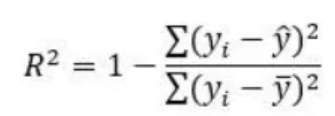 R² = 1 − Σ(yᵢ − ŷ)² / Σ(yᵢ − ȳ)²